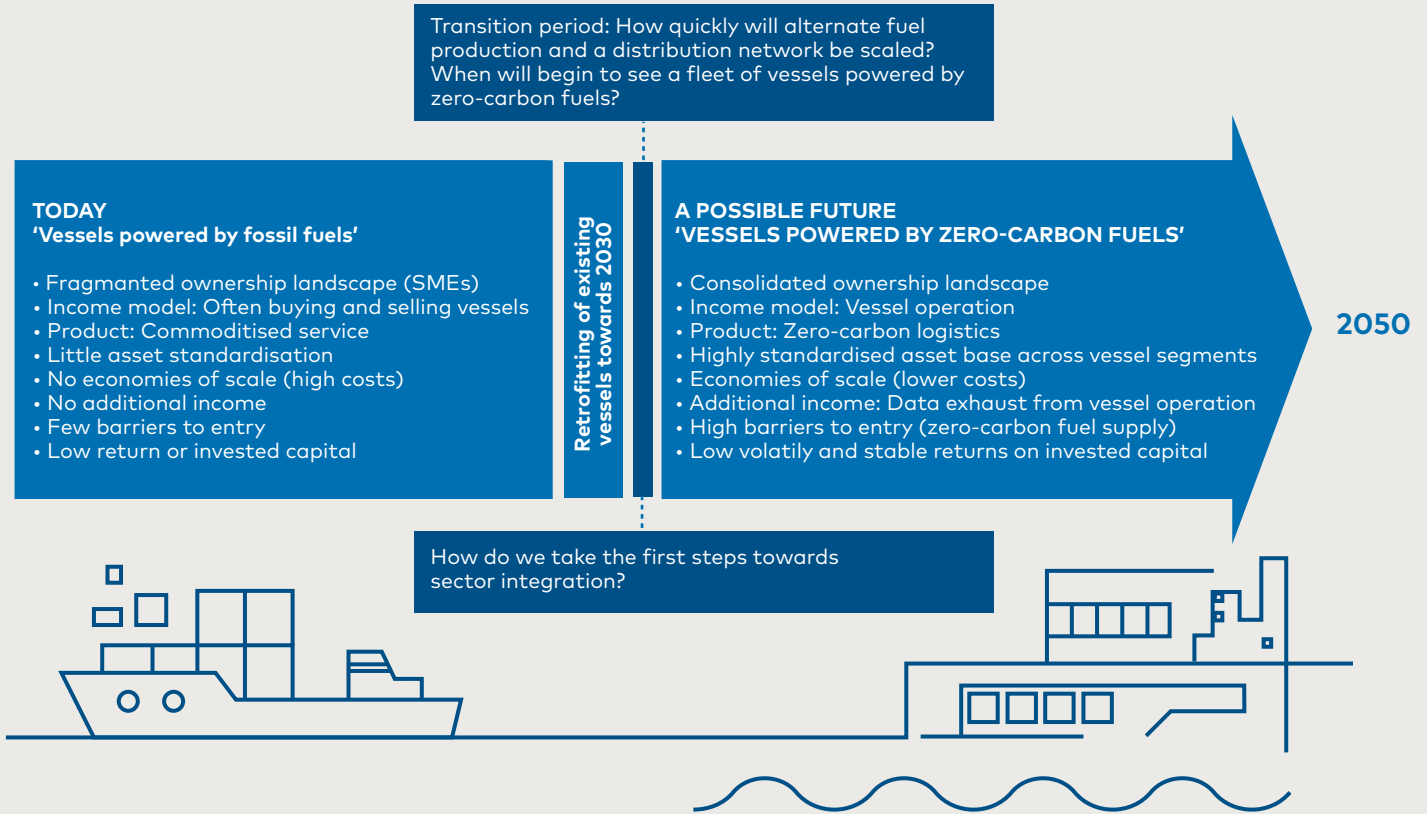 Transition period: How quickly will alternate fuel
production and a distribution network be scaled?
When will begin to see a fleet of vessels powered by
zero-carbon fuels?
TODAY
‘Vessels powered by fossil fuels’
• Fragmanted ownership landscape (SMEs)
• Income model: Often buying and selling vessels
• Product: Commoditised service
• Little asset standardisation
• No economies of scale (high costs)
• No additional income
• Few barriers to entry
• Low return or invested capital
Retrofitting of existing
vessels towards 2030
A POSSIBLE FUTURE
‘VESSELS POWERED BY ZERO-CARBON FUELS’
• Consolidated ownership landscape
• Income model: Vessel operation
• Product: Zero-carbon logistics
• Highly standardised asset base across vessel segments
• Economies of scale (lower costs)
• Additional income: Data exhaust from vessel operation
• High barriers to entry (zero-carbon fuel supply)
• Low volatily and stable returns on invested capital
2050
How do we take the first steps towards
sector integration?